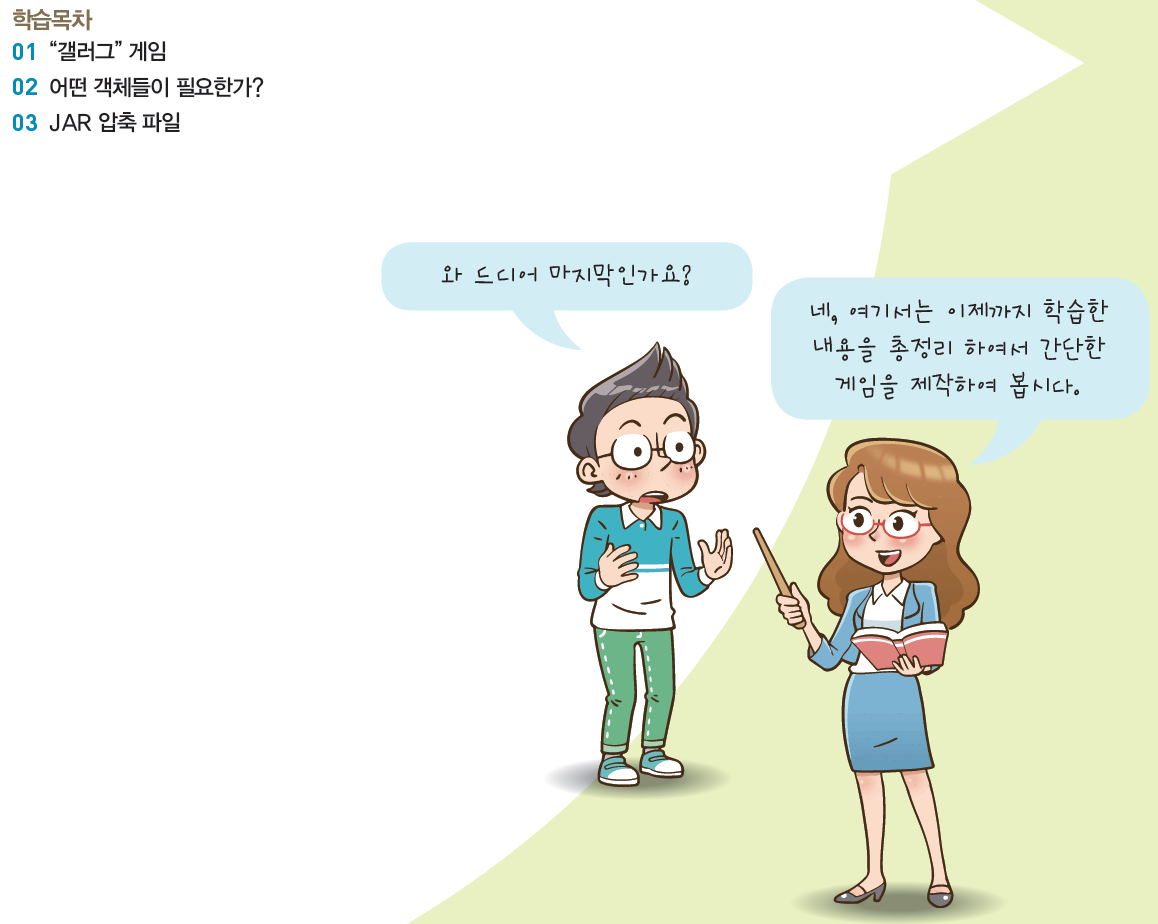 학습목차
01 “갤러그” 게임
02 어떤 객체들이 필요한가?
03 JAR 압축 파일
와 드디어 마지막인가요?
네, 여기서는 이제까지 학습한
내용을 총정리 하여서 간단한
게임을 제작하여 봅시다.